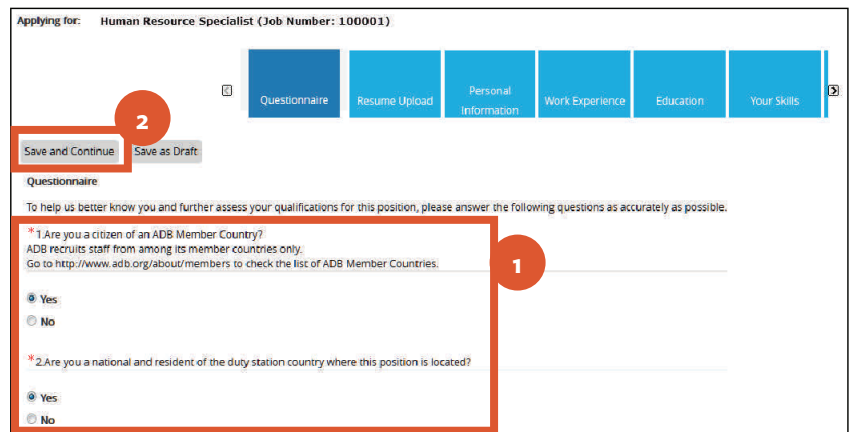 Applying for: Human Resource Specialist (Job Number: 100001)
Questionnaire
Resume Upload
Personal
Information
Work Experience
Education
Your Skills
2
Save and Continue Save as Draft
Questionnaire
To help us better know you and further assess your qualifications for this position, please answer the following questions as accurately as possible.
*1.Are you a citizen of an ADB Member Country?
ADB recruits staff from among its member countries only.
Go to http://www.adb.org/about/members to check the list of ADB Member Countries.
1
Yes
No
*2.Are you a national and resident of the duty station country where this position is located?
Yes
No